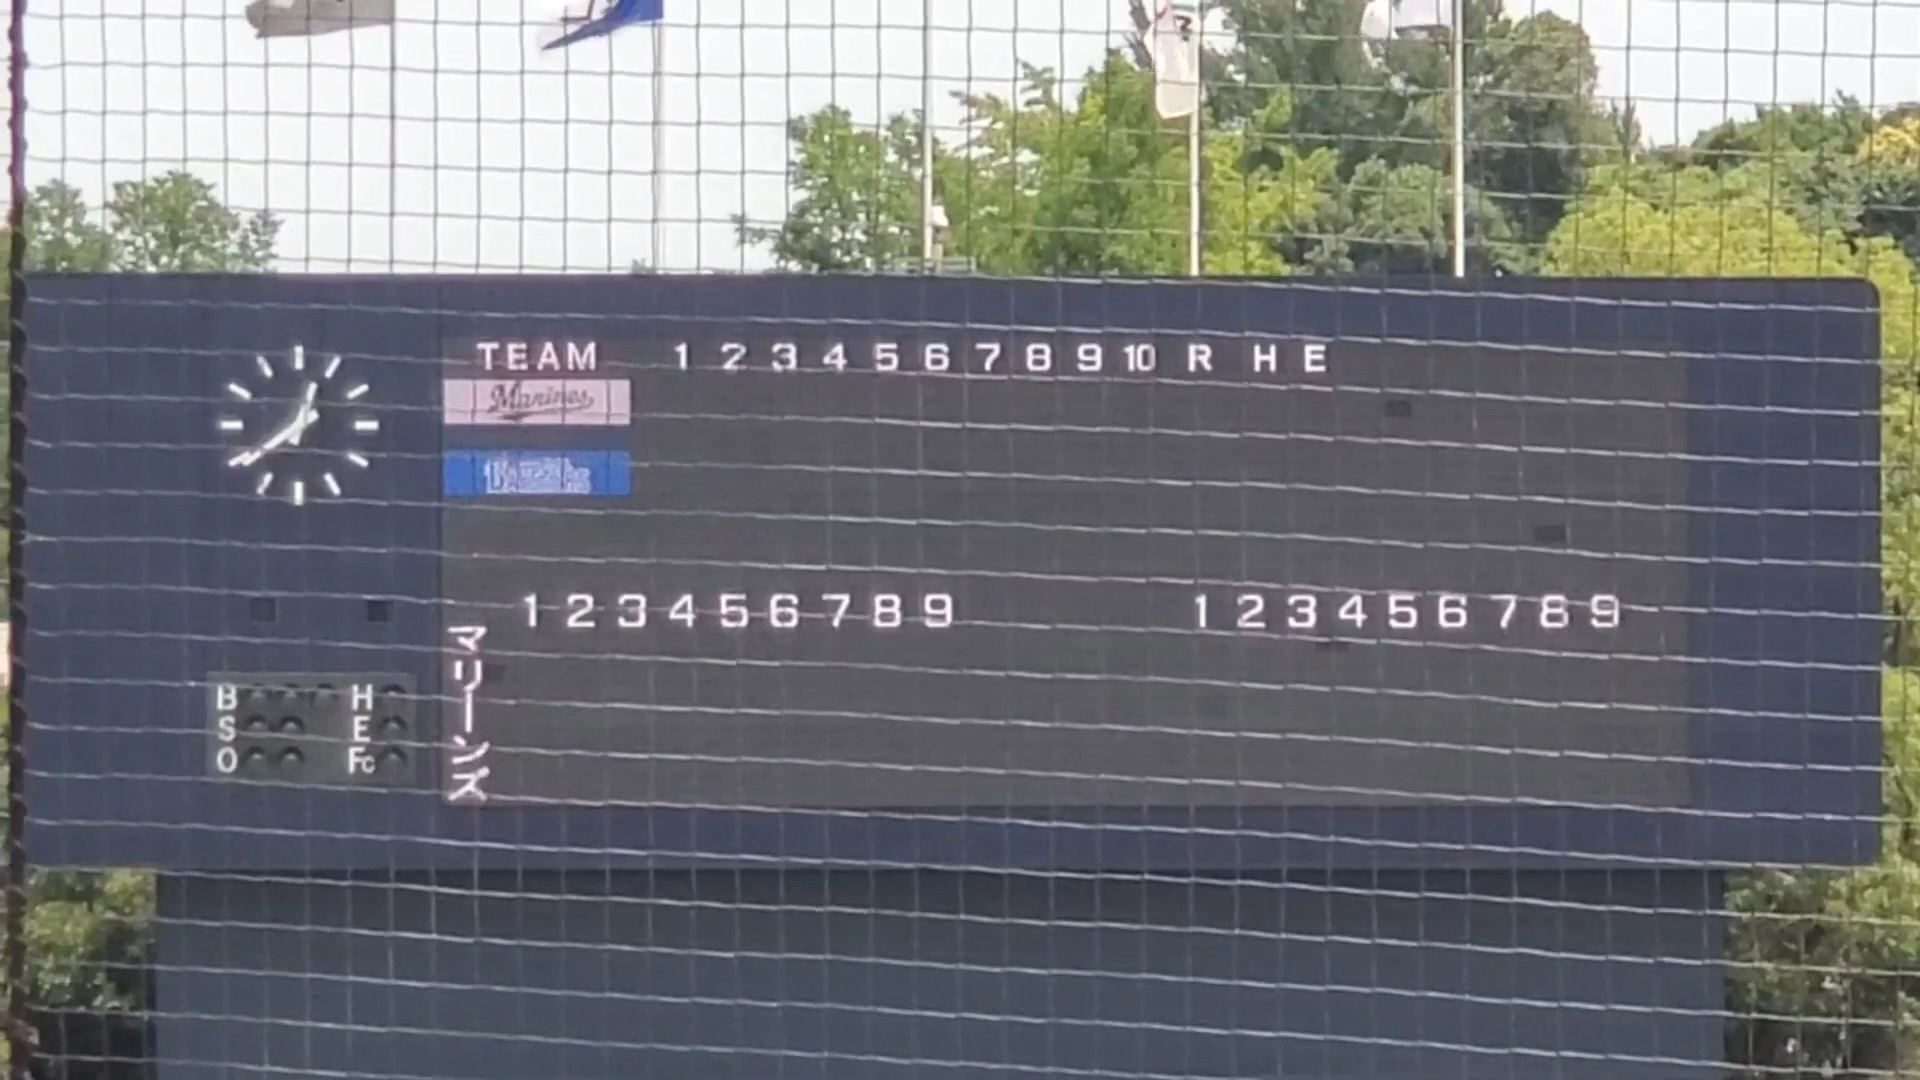 TEAM 1 2 3 4 5 6 7 8 9 10 R H E
Marines
1 2 3 4 5 6 7 8 9 1 2 3 4 5 6 7 8 9
マリーンズ
B H
S E
O Fc